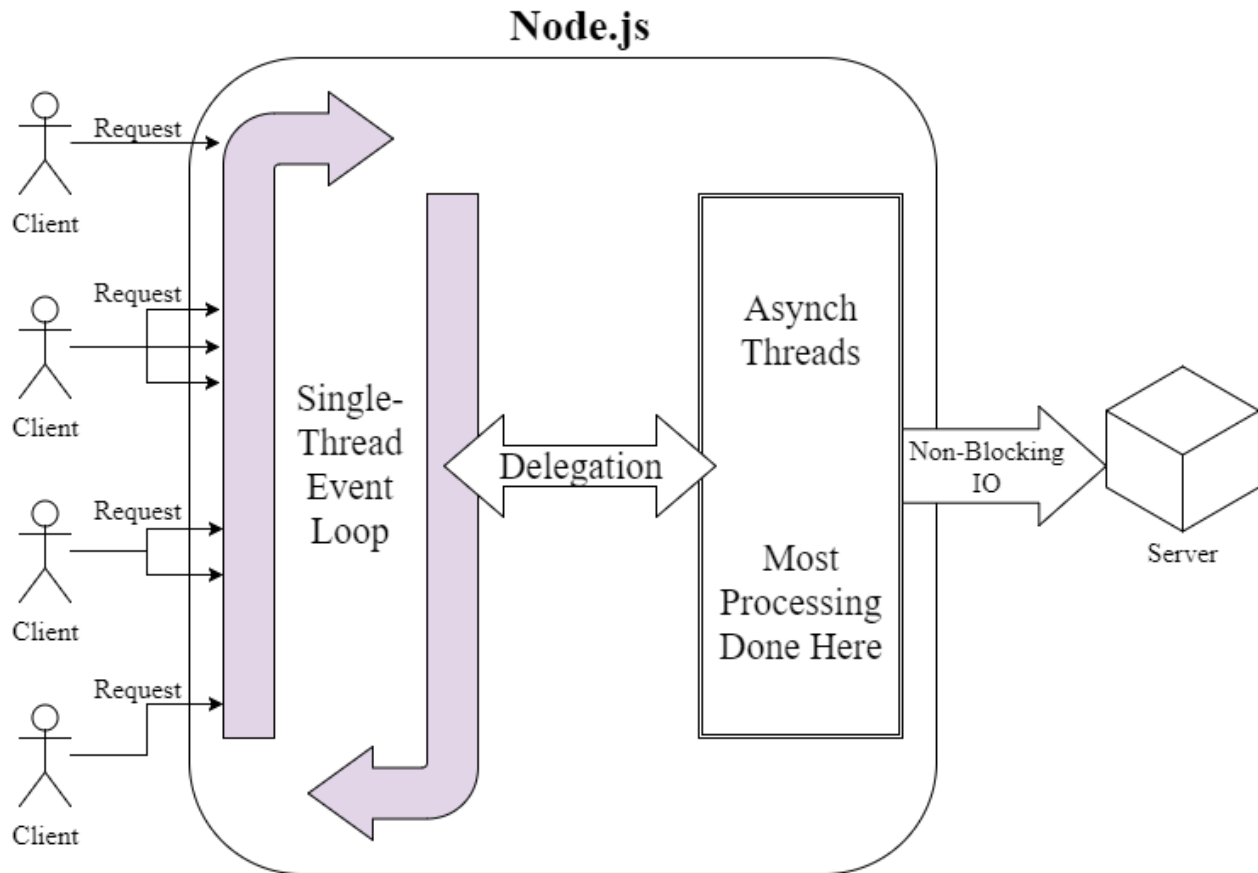 Node.js
Request
Client
Request
Client
Request
Client
Request
Client
Single-
Thread
Event
Loop
Delegation
Asynch
Threads
Most
Processing
Done Here
Non-Blocking
IO
Server